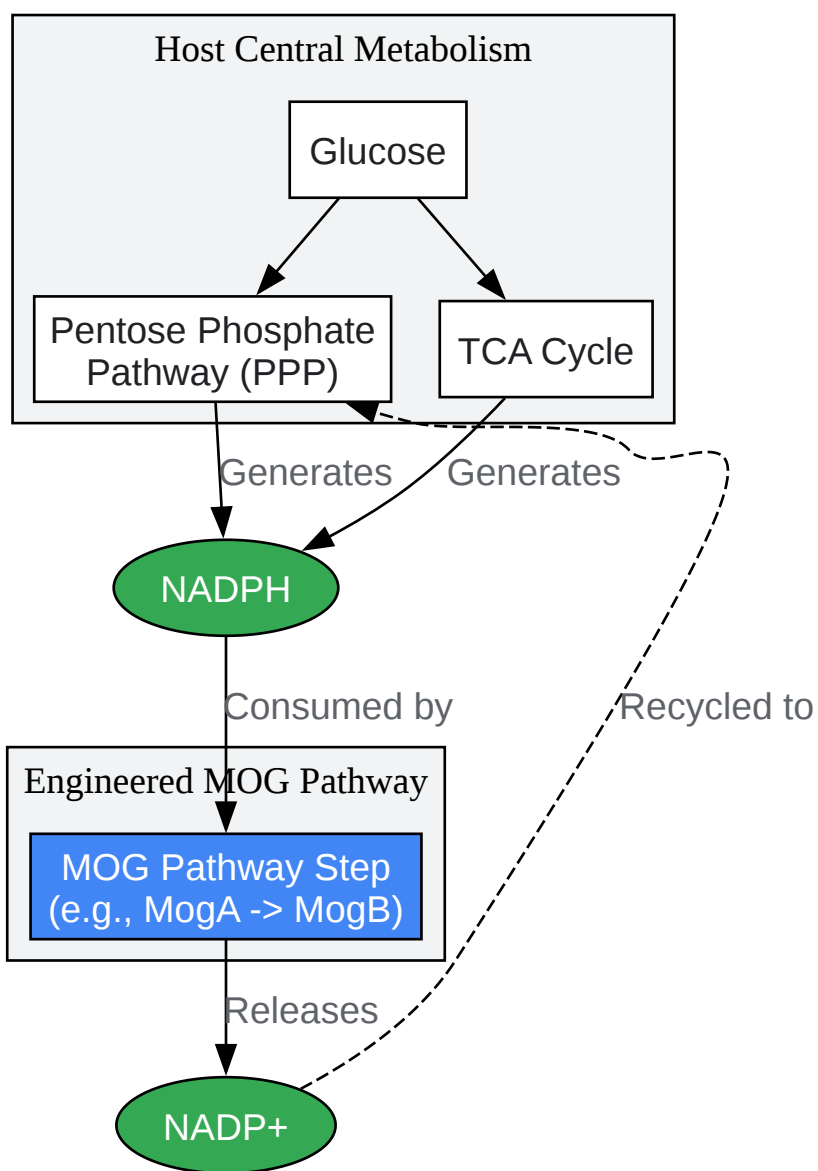 Host Central Metabolism
Glucose
Pentose Phosphate
Pathway (PPP)
TCA Cycle
Generates
Generates
NADPH
Consumed by
Recycled to
Engineered MOG Pathway
MOG Pathway Step
(e.g., MogA -> MogB)
Releases
NADP+